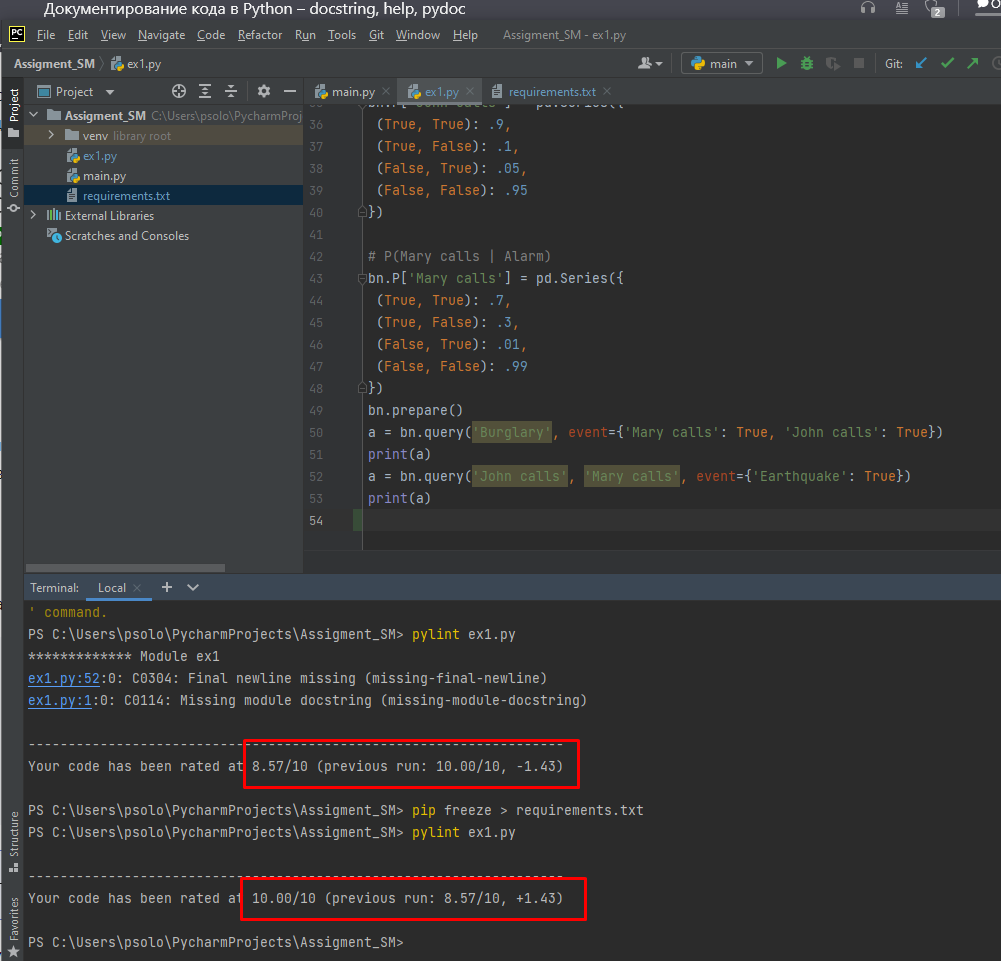 Документирование кода в Python – docstring, help, pydoc
2
PC File Edit View Navigate Code Refactor Run Tools Git Window Help Assigment_SM - ex1.py
Assigment_SM ex1.py main Git:
Project main.py ex1.py requirements.txt
Project
Assigment_SM C:\Users\psolo\PycharmProj
venv library root
ex1.py
main.py
requirements.txt
External Libraries
Scratches and Consoles
Commit
36 (True, True): .9,
37 (True, False): .1,
38 (False, True): .05,
39 (False, False): .95
40 })
41
42 # P(Mary calls | Alarm)
43 bn.P['Mary calls'] = pd.Series({
44 (True, True): .7,
45 (True, False): .3,
46 (False, True): .01,
47 (False, False): .99
48 })
49 bn.prepare()
50 a = bn.query('Burglary', event={'Mary calls': True, 'John calls': True})
51 print(a)
52 a = bn.query('John calls', 'Mary calls', event={'Earthquake': True})
53 print(a)
54
Terminal: Local
' command.
PS C:\Users\psolo\PycharmProjects\Assigment_SM> pylint ex1.py
************* Module ex1
ex1.py:52:0: C0304: Final newline missing (missing-final-newline)
ex1.py:1:0: C0114: Missing module docstring (missing-module-docstring)
-------------------------------------------------------------------
Your code has been rated at 8.57/10 (previous run: 10.00/10, -1.43)
PS C:\Users\psolo\PycharmProjects\Assigment_SM> pip freeze > requirements.txt
PS C:\Users\psolo\PycharmProjects\Assigment_SM> pylint ex1.py
-------------------------------------------------------------------
Your code has been rated at 10.00/10 (previous run: 8.57/10, +1.43)
PS C:\Users\psolo\PycharmProjects\Assigment_SM>
Structure
Favorites